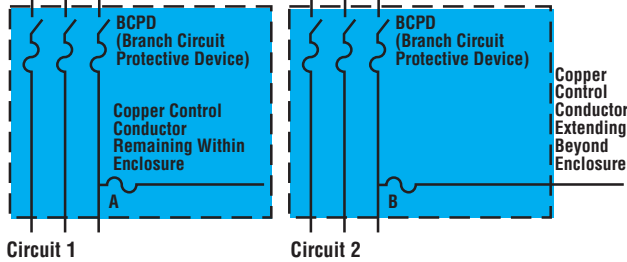 BCPD
(Branch Circuit
Protective Device)
Copper Control
Conductor
Remaining Within
Enclosure
A
Circuit 1
BCPD
(Branch Circuit
Protective Device)
Copper
Control
Conductor
Extending
Beyond
Enclosure
B
Circuit 2